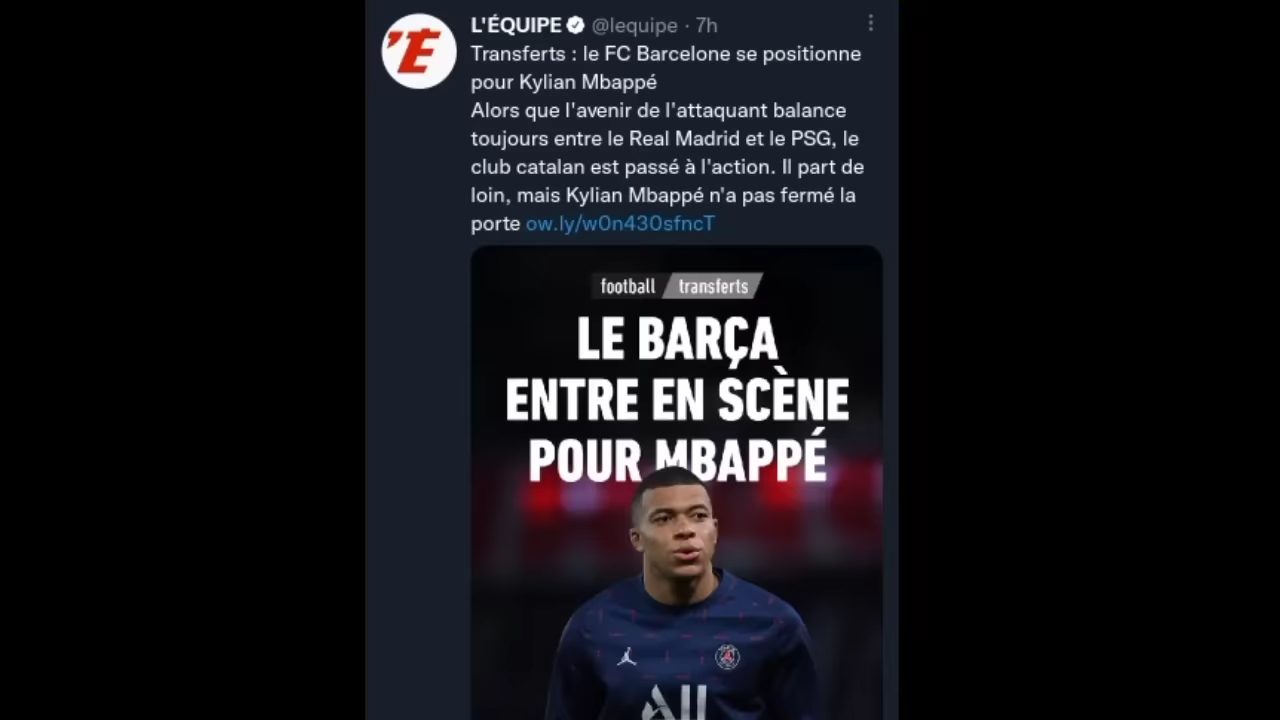 L'ÉQUIPE @lequipe · 7h
Transferts : le FC Barcelone se positionne
pour Kylian Mbappé
Alors que l'avenir de l'attaquant balance
toujours entre le Real Madrid et le PSG, le
club catalan est passé à l'action. Il part de
loin, mais Kylian Mbappé n'a pas fermé la
porte ow.ly/w0n430sfncT
'É
football transferts
LE BARÇA
ENTRE EN SCÈNE
POUR MBAPPÉ
ALL